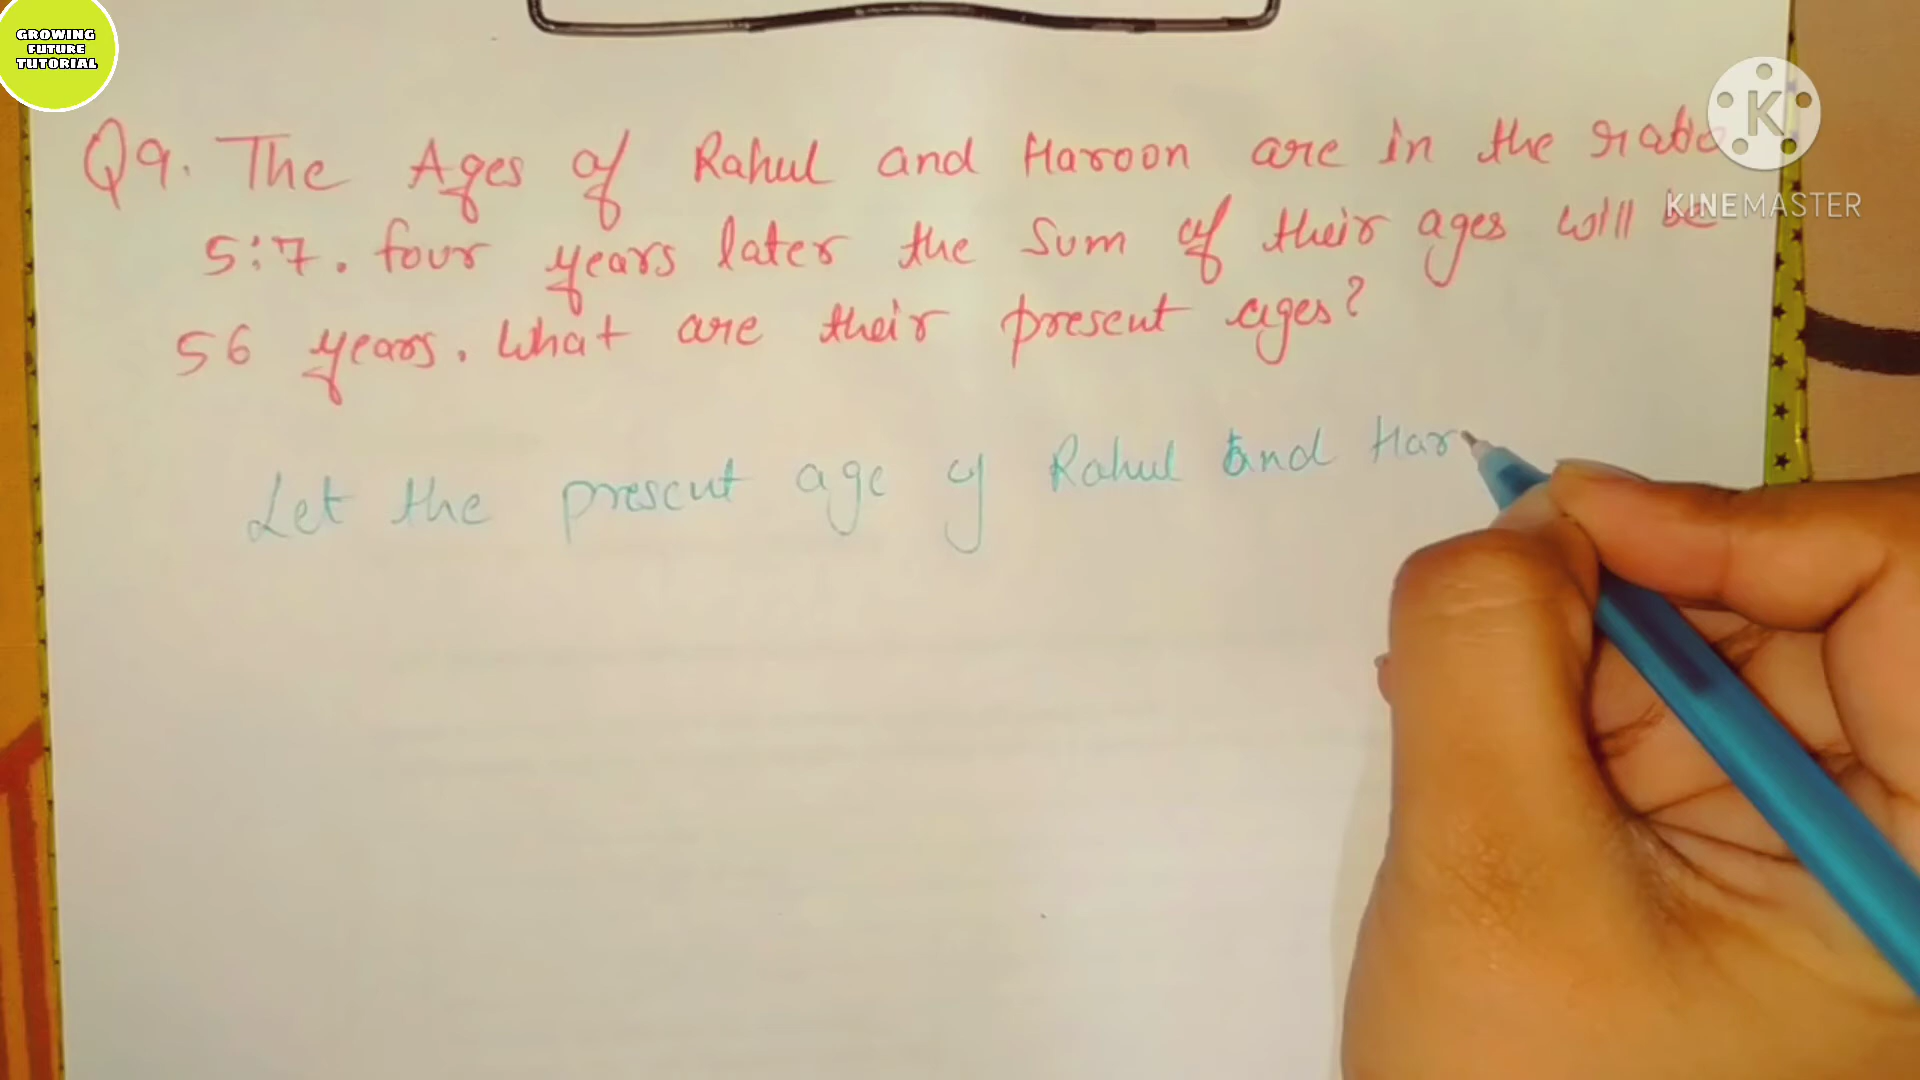 GROWING
FUTURE
TUTORIAL
KINEMASTER
Q9. The Ages of Rahul and Haroon are in the ratio
5:7. four years later the Sum of their ages will be
56 years. What are their present ages?
Let the present age of Rahul and Har